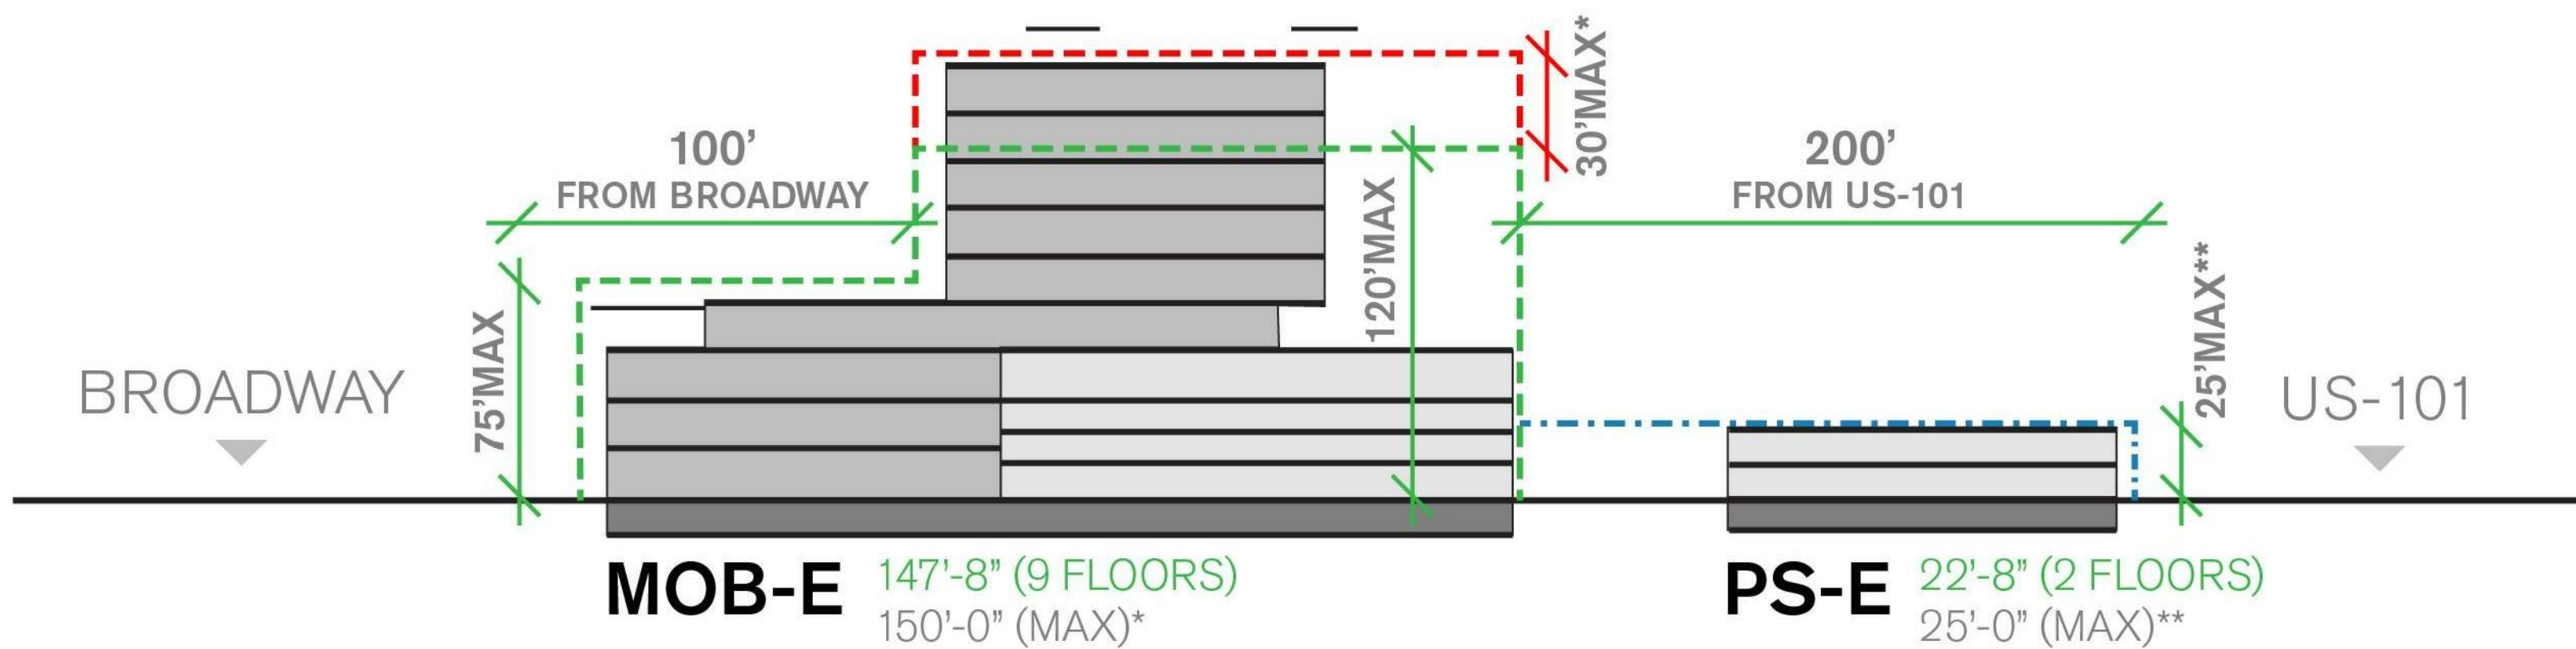 30'MAX*
100'
FROM BROADWAY
200'
FROM US-101
120'MAX
75'MAX
25'MAX**
BROADWAY
US-101
MOB-E
147'-8” (9 FLOORS)
150'-0” (MAX)*
PS-E
22'-8” (2 FLOORS)
25'-0” (MAX)**